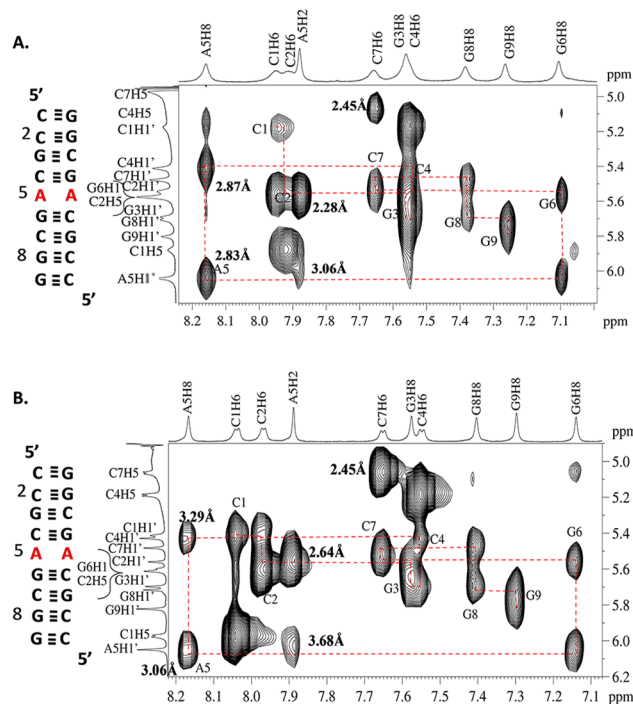 A.
A5H8 C1H6 C2H6 A5H2 C7H6 G3H8 C4H6 G8H8 G9H8 G6H8
ppm
5'
C≡G
2 C≡G
G≡C
C≡G
5 A A
G≡C
C≡G
8 G≡C
G≡C
5'
C7H5
C4H5
C1H1'
C4H1'
C7H1'
G6H1 C2H1'
C2H5
G3H1'
G8H1'
G9H1'
C1H5
A5H1'
2.45Å
C1
C7 C4
2.87Å
C2 2.28Å
G3 G8 G6
G9
2.83Å
A5 3.06Å
5.0
5.2
5.4
5.6
5.8
6.0
8.2 8.1 8.0 7.9 7.8 7.7 7.6 7.5 7.4 7.3 7.2 7.1 ppm
B.
A5H8 C1H6 C2H6 A5H2 C7H6 G3H8 C4H6 G8H8 G9H8 G6H8
ppm
5'
C≡G
2 C≡G
G≡C
C≡G
5 A A
G≡C
C≡G
8 G≡C
G≡C
5'
C7H5
C4H5
C1H1'
C4H1'
C7H1'
G6H1 C2H1'
C2H5 G3H1'
G8H1'
G9H1'
C1H5
A5H1'
2.45Å
3.29Å C1
C7 C4
2.64Å G6
C2 G3
G8 G9
3.68Å
3.06Å A5
5.0
5.2
5.4
5.6
5.8
6.0
6.2
8.2 8.1 8.0 7.9 7.8 7.7 7.6 7.5 7.4 7.3 7.2 7.1 ppm